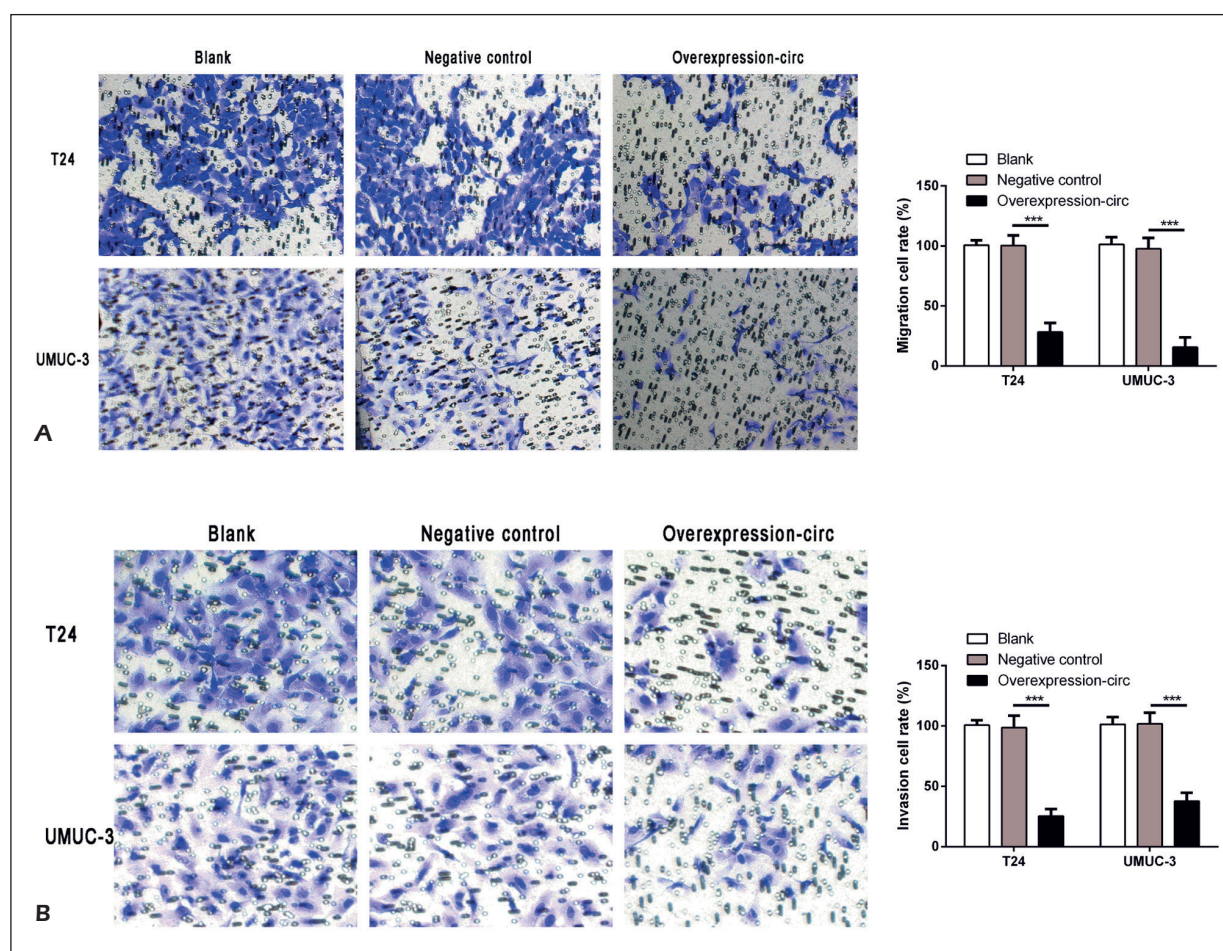 Blank Negative control Overexpression-circ
T24
UMUC-3
A
Blank
Negative control
Overexpression-circ
Migration cell rate (%)
150
100
50
0
***
***
T24 UMUC-3
Blank Negative control Overexpression-circ
T24
UMUC-3
B
Blank
Negative control
Overexpression-circ
Invasion cell rate (%)
150
100
50
0
***
***
T24 UMUC-3